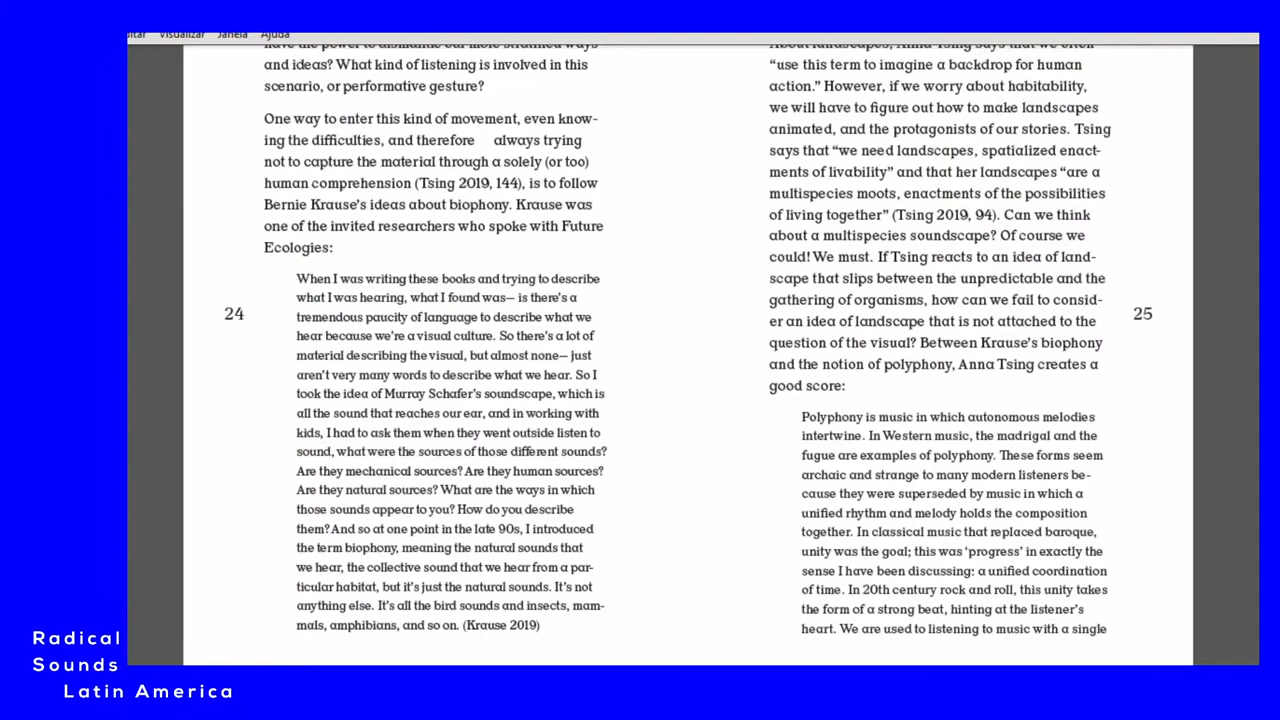 itar Visualizar Janela Ajuda
have the power to dismantle our more stratified ways
and ideas? What kind of listening is involved in this
scenario, or performative gesture?
One way to enter this kind of movement, even know-
ing the difficulties, and therefore always trying
not to capture the material through a solely (or too)
human comprehension (Tsing 2019, 144), is to follow
Bernie Krause's ideas about biophony. Krause was
one of the invited researchers who spoke with Future
Ecologies:
When I was writing these books and trying to describe
what I was hearing, what I found was— is there's a
tremendous paucity of language to describe what we
hear because we're a visual culture. So there's a lot of
material describing the visual, but almost none— just
aren't very many words to describe what we hear. So I
took the idea of Murray Schafer's soundscape, which is
all the sound that reaches our ear, and in working with
kids, I had to ask them when they went outside listen to
sound, what were the sources of those different sounds?
Are they mechanical sources? Are they human sources?
Are they natural sources? What are the ways in which
those sounds appear to you? How do you describe
them? And so at one point in the late 90s, I introduced
the term biophony, meaning the natural sounds that
we hear, the collective sound that we hear from a par-
ticular habitat, but it's just the natural sounds. It's not
anything else. It's all the bird sounds and insects, mam-
mals, amphibians, and so on. (Krause 2019)
24
About landscapes, Anna Tsing says that we often
“use this term to imagine a backdrop for human
action.” However, if we worry about habitability,
we will have to figure out how to make landscapes
animated, and the protagonists of our stories. Tsing
says that “we need landscapes, spatialized enact-
ments of livability” and that her landscapes “are a
multispecies moots, enactments of the possibilities
of living together” (Tsing 2019, 94). Can we think
about a multispecies soundscape? Of course we
could! We must. If Tsing reacts to an idea of land-
scape that slips between the unpredictable and the
gathering of organisms, how can we fail to consid-
er an idea of landscape that is not attached to the
question of the visual? Between Krause's biophony
and the notion of polyphony, Anna Tsing creates a
good score:
Polyphony is music in which autonomous melodies
intertwine. In Western music, the madrigal and the
fugue are examples of polyphony. These forms seem
archaic and strange to many modern listeners be-
cause they were superseded by music in which a
unified rhythm and melody holds the composition
together. In classical music that replaced baroque,
unity was the goal; this was ‘progress’ in exactly the
sense I have been discussing: a unified coordination
of time. In 20th century rock and roll, this unity takes
the form of a strong beat, hinting at the listener's
heart. We are used to listening to music with a single
25
Radical
Sounds
Latin America